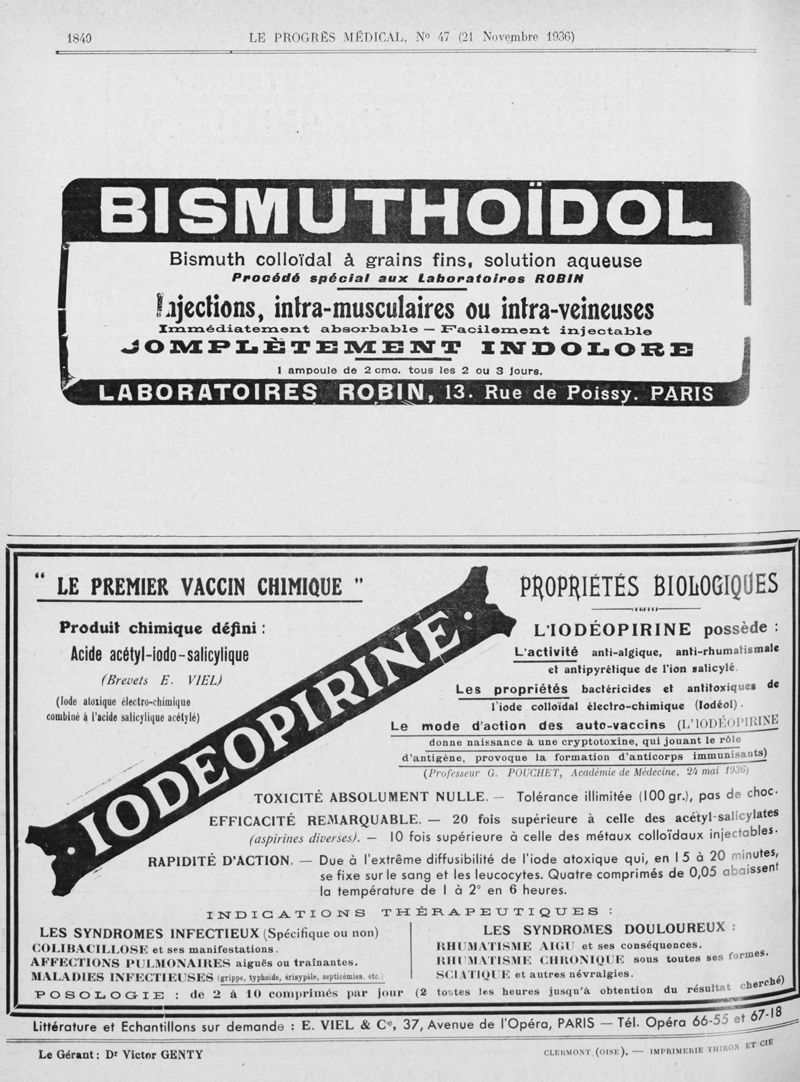 1840
LE PROGRÈS MÉDICAL, Nº 47 (21 Novembre 1936)
BISMUTHOÏDOL
Bismuth colloïdal à grains fins, solution aqueuse
Procédé spécial aux Laboratoires ROBIN
Injections, intra-musculaires ou intra-veineuses
Immédiatement absorbable — Facilement injectable
COMPLÈTEMENT INDOLORE
1 ampoule de 2 cmc. tous les 2 ou 3 jours.
LABORATOIRES ROBIN, 13. Rue de Poissy. PARIS
" LE PREMIER VACCIN CHIMIQUE "
Produit chimique défini :
Acide acétyl-iodo-salicylique
(Brevets E. VIEL)
(Iode atoxique électro-chimique
combiné à l'acide salicylique acétylé)
IODEOPIRINE
PROPRIÉTÉS BIOLOGIQUES
L'IODÉOPIRINE possède :
L'activité anti-algique, anti-rhumatismale
et antipyrétique de l'ion salicylé.
Les propriétés bactéricides et antitoxiques de
l'iode colloïdal électro-chimique (Iodéol).
Le mode d'action des auto-vaccins (L'IODÉOPIRINE
donne naissance à une cryptotoxine, qui jouant le rôle
d'antigène, provoque la formation d'anticorps immunisants)
(Professeur G. POUCHET, Académie de Médecine, 24 mai 1936)
TOXICITÉ ABSOLUMENT NULLE. — Tolérance illimitée (100 gr.), pas de choc.
EFFICACITÉ REMARQUABLE. — 20 fois supérieure à celle des acétyl-salicylates
(aspirines diverses). — 10 fois supérieure à celle des métaux colloïdaux injectables.
RAPIDITÉ D'ACTION. — Due à l'extrême diffusibilité de l'iode atoxique qui, en 15 à 20 minutes,
se fixe sur le sang et les leucocytes. Quatre comprimés de 0,05 abaissent
la température de 1 à 2° en 6 heures.
INDICATIONS THÉRAPEUTIQUES :
LES SYNDROMES INFECTIEUX (Spécifique ou non)
COLIBACILLOSE et ses manifestations.
AFFECTIONS PULMONAIRES aiguës ou traînantes.
MALADIES INFECTIEUSES (grippe, typhoïde, érisypèle, septicémies, etc.)
LES SYNDROMES DOULOUREUX :
RHUMATISME AIGU et ses conséquences.
RHUMATISME CHRONIQUE sous toutes ses formes.
SCIATIQUE et autres névralgies.
POSOLOGIE : de 2 à 10 comprimés par jour (2 toutes les heures jusqu'à obtention du résultat cherché)
Littérature et Echantillons sur demande : E. VIEL & Cº, 37, Avenue de l'Opéra, PARIS — Tél. Opéra 66-55 et 67-18
Le Gérant : Dr Victor GENTY
CLERMONT (OISE). — IMPRIMERIE THIRON ET CIE